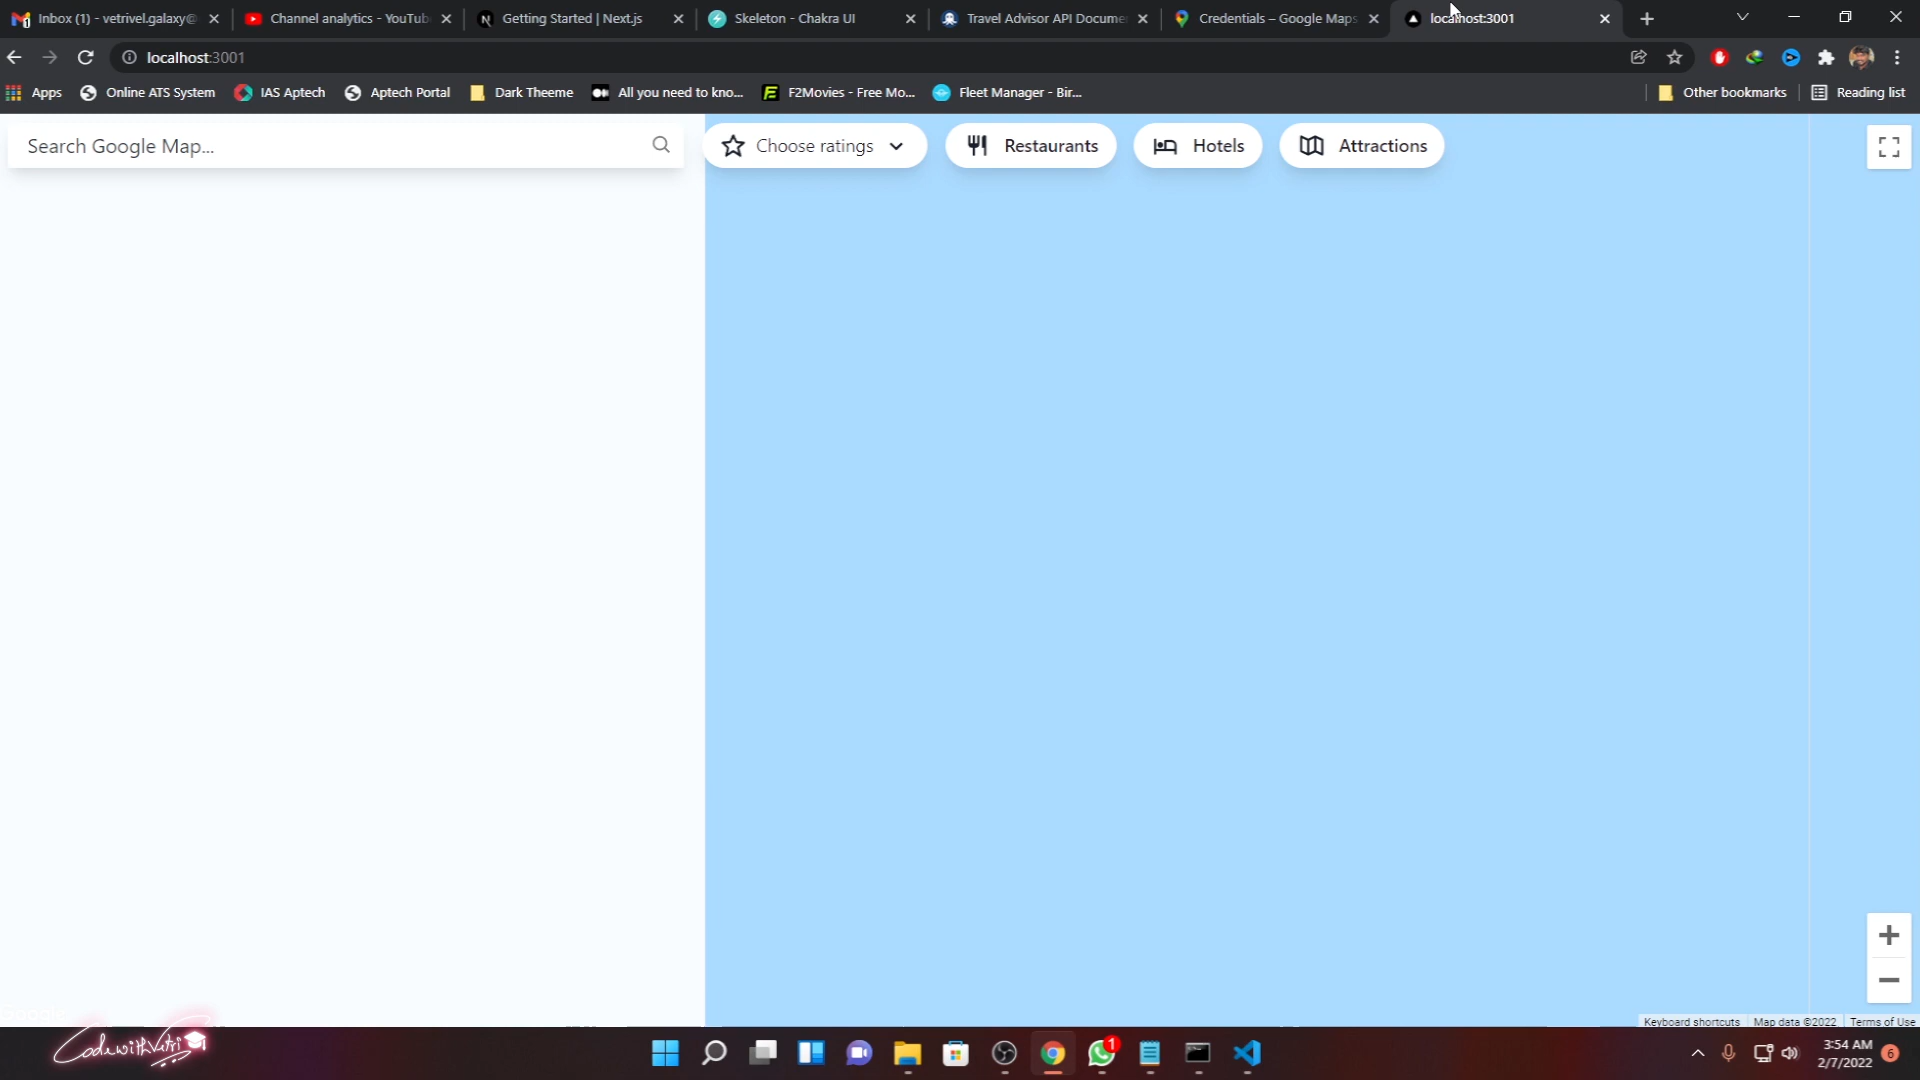 Inbox (1) - vetrivel.galaxy@
Channel analytics - YouTub
Getting Started | Next.js
Skeleton - Chakra UI
Travel Advisor API Docume
Credentials – Google Maps
localhost:3001
localhost:3001
Apps
Online ATS System
IAS Aptech
Aptech Portal
Dark Theeme
All you need to kno...
F2Movies - Free Mo...
Fleet Manager - Bir...
Other bookmarks
Reading list
Search Google Map...
Choose ratings
Restaurants
Hotels
Attractions
Keyboard shortcuts
Map data ©2022
Terms of Use
CodewithVetri
1
3:54 AM
2/7/2022
6